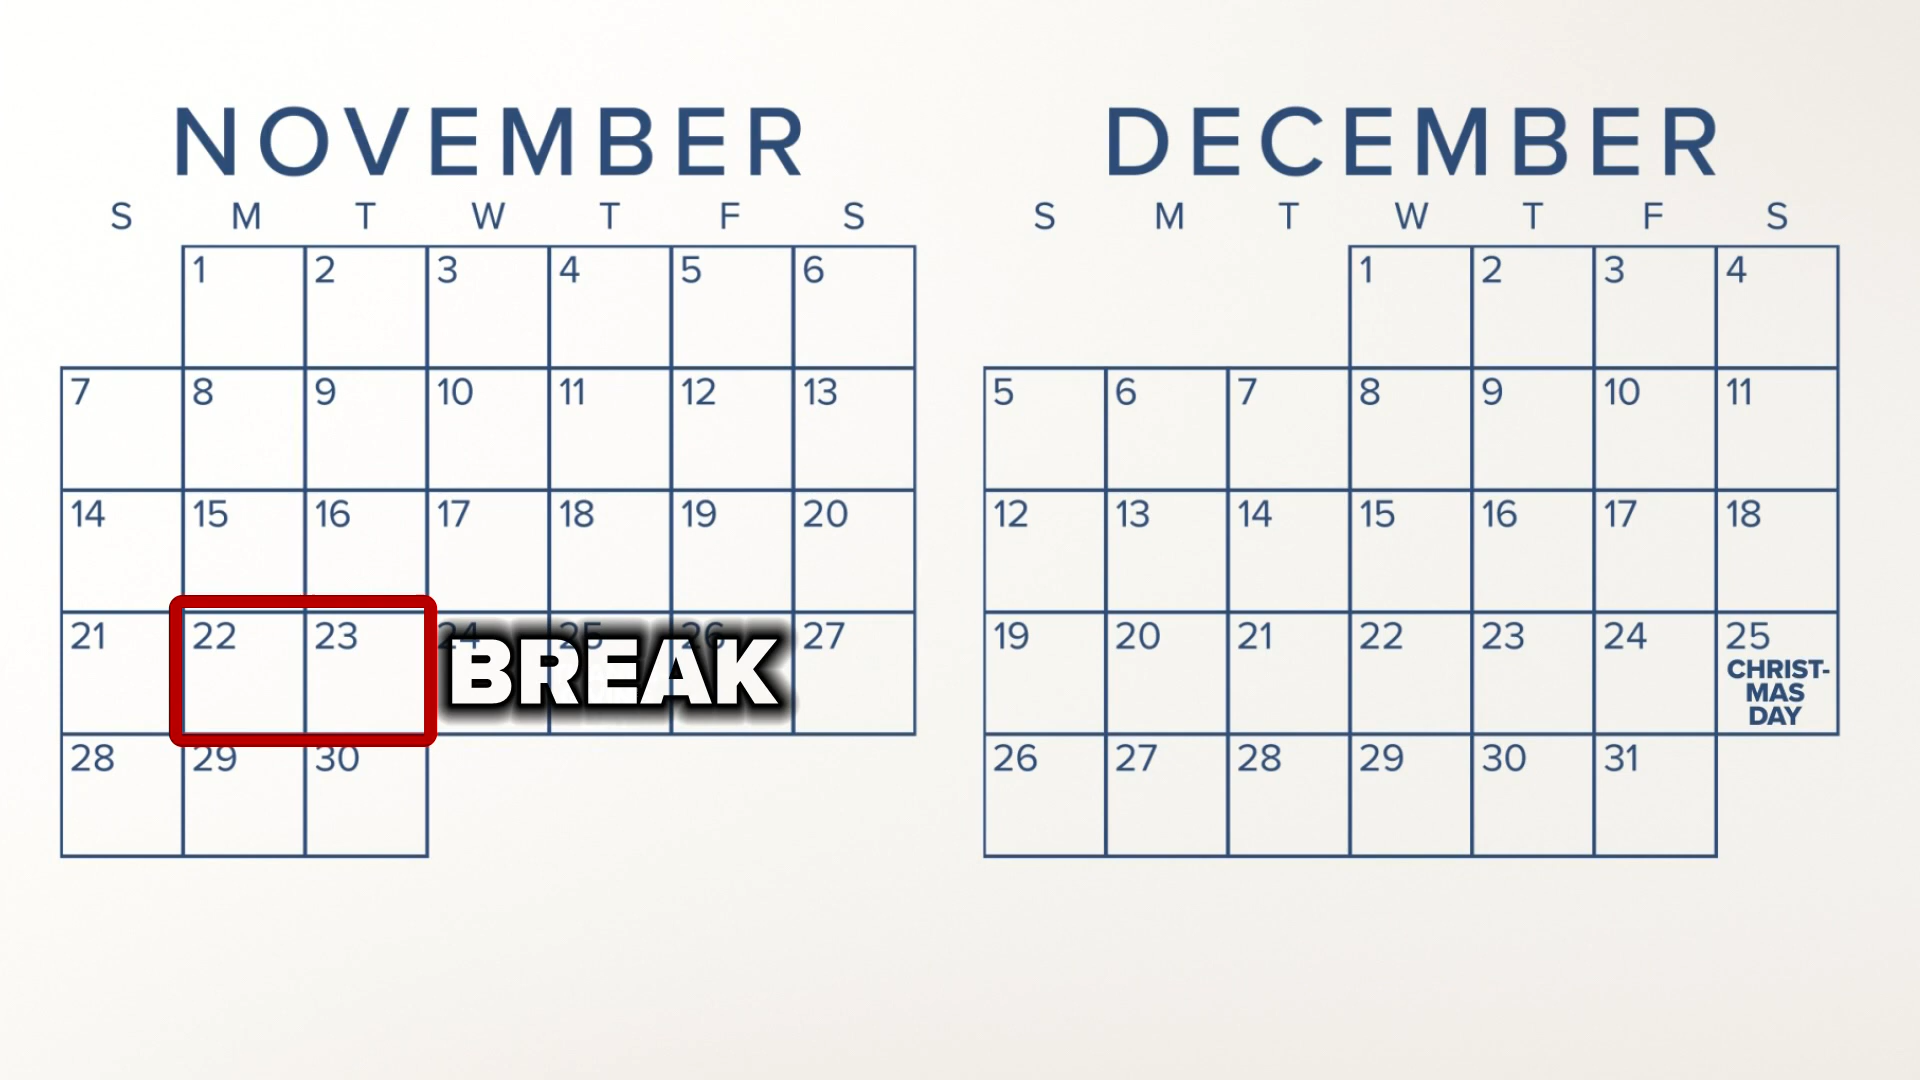 NOVEMBER
S M T W T F S
1 2 3 4 5 6
7 8 9 10 11 12 13
14 15 16 17 18 19 20
21 22 23 24 25 26 27
BREAK
28 29 30
DECEMBER
S M T W T F S
1 2 3 4
5 6 7 8 9 10 11
12 13 14 15 16 17 18
19 20 21 22 23 24 25
CHRIST-
MAS
DAY
26 27 28 29 30 31